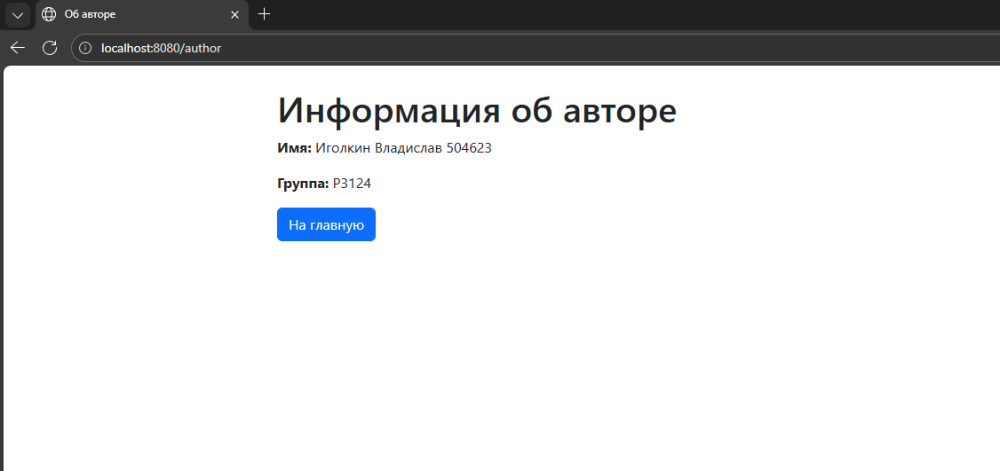 Об авторе
localhost:8080/author
Информация об авторе
Имя: Иголкин Владислав 504623
Группа: P3124
На главную